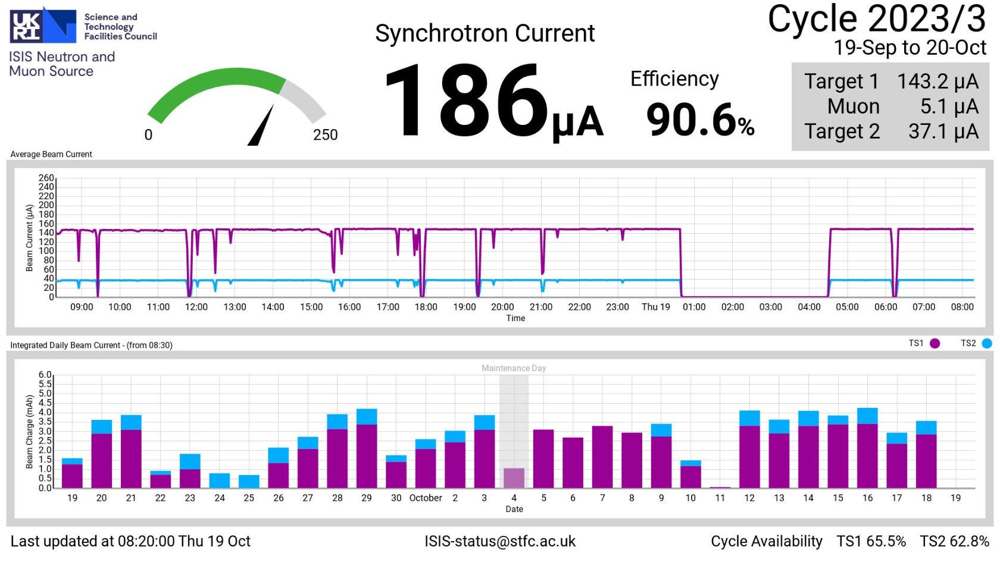 UK
RI
Science and
Technology
Facilities Council
ISIS Neutron and
Muon Source
0
250
Synchrotron Current
186µA
Efficiency
90.6%
Cycle 2023/3
19-Sep to 20-Oct
Target 1 143.2 µA
Muon 5.1 µA
Target 2 37.1 µA
Average Beam Current
Beam Current (µA)
260
240
220
200
180
160
140
120
100
80
60
40
20
0
09:00 10:00 11:00 12:00 13:00 14:00 15:00 16:00 17:00 18:00 19:00 20:00 21:00 22:00 23:00 Thu 19 01:00 02:00 03:00 04:00 05:00 06:00 07:00 08:00
Time
Integrated Daily Beam Current - (from 08:30)
TS1 TS2
Maintenance Day
Beam Charge (mAh)
6.0
5.5
5.0
4.5
4.0
3.5
3.0
2.5
2.0
1.5
1.0
0.5
0.0
19 20 21 22 23 24 25 26 27 28 29 30 October 2 3 4 5 6 7 8 9 10 11 12 13 14 15 16 17 18 19
Date
Last updated at 08:20:00 Thu 19 Oct
ISIS-status@stfc.ac.uk
Cycle Availability TS1 65.5% TS2 62.8%